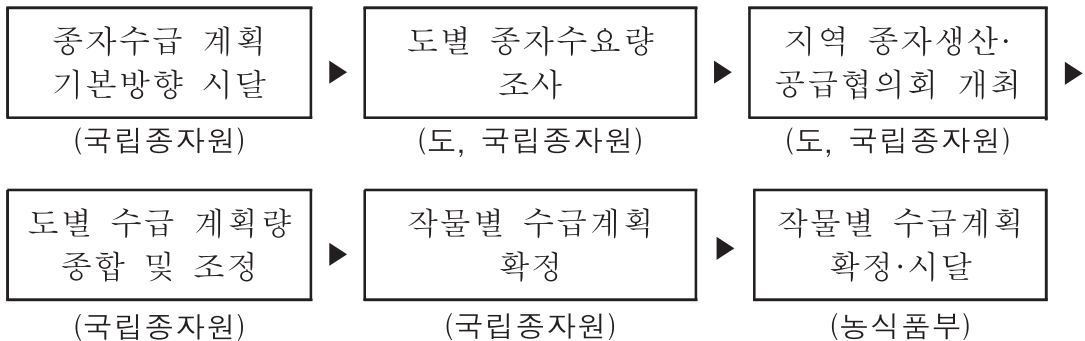 종자수급 계획
기본방향 시달
▶
도별 종자수요량
조사
▶
지역 종자생산·
공급협의회 개최
▶
(국립종자원)
(도, 국립종자원)
(도, 국립종자원)
도별 수급 계획량
종합 및 조정
▶
작물별 수급계획
확정
▶
작물별 수급계획
확정·시달
(국립종자원)
(국립종자원)
(농식품부)